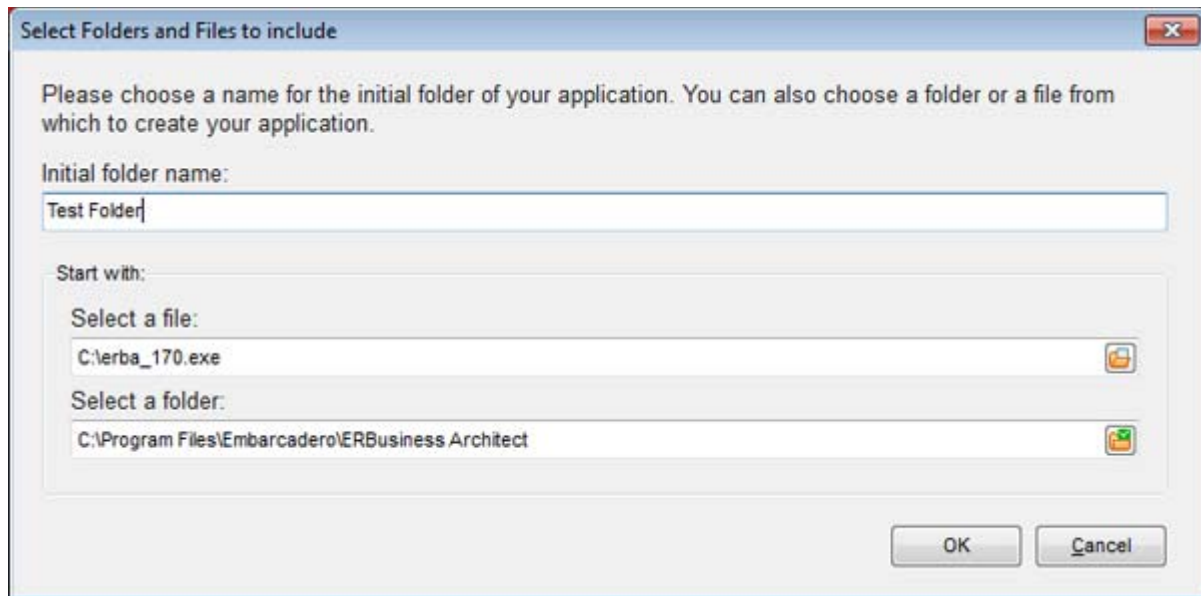 Select Folders and Files to include
Please choose a name for the initial folder of your application. You can also choose a folder or a file from
which to create your application.
Initial folder name:
Test Folder
Start with:
Select a file:
C:\erba_170.exe
Select a folder:
C:\Program Files\Embarcadero\ERBusiness Architect
OK
Cancel